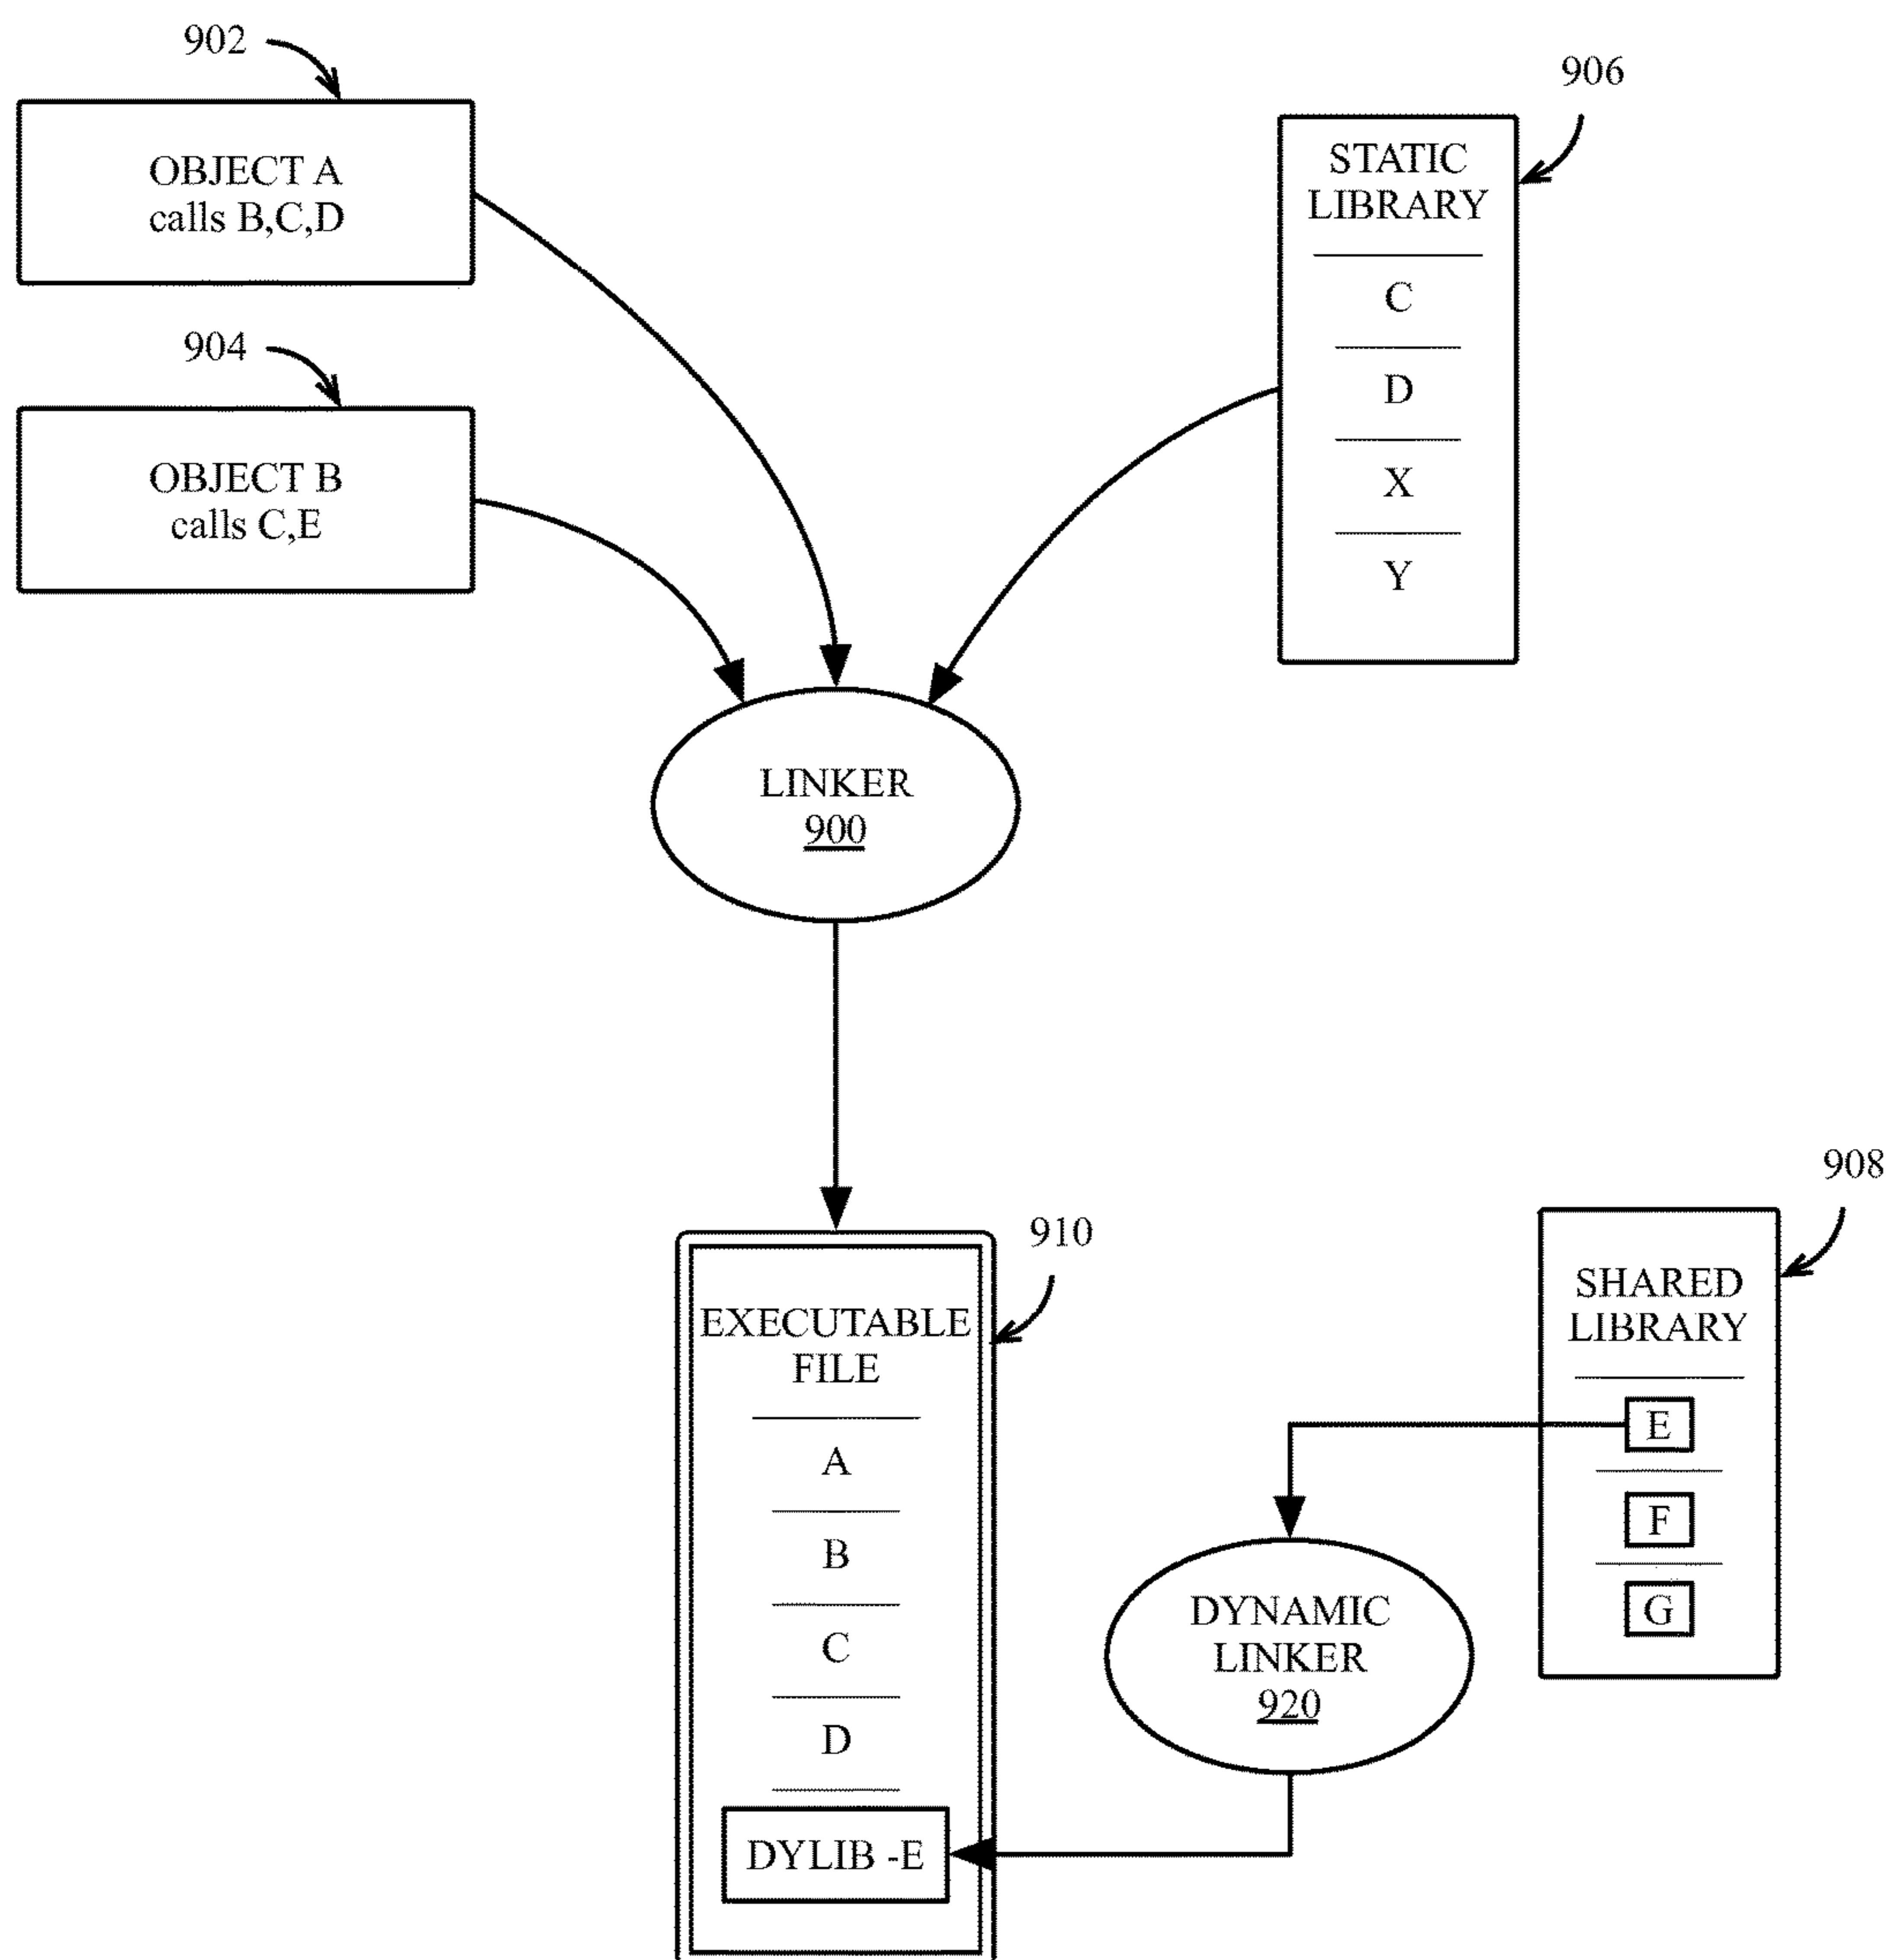 902
OBJECT A
calls B,C,D
904
OBJECT B
calls C,E
906
STATIC
LIBRARY
C
D
X
Y
LINKER
900
910
EXECUTABLE
FILE
A
B
C
D
DYLIB -E
908
SHARED
LIBRARY
E
F
G
DYNAMIC
LINKER
920